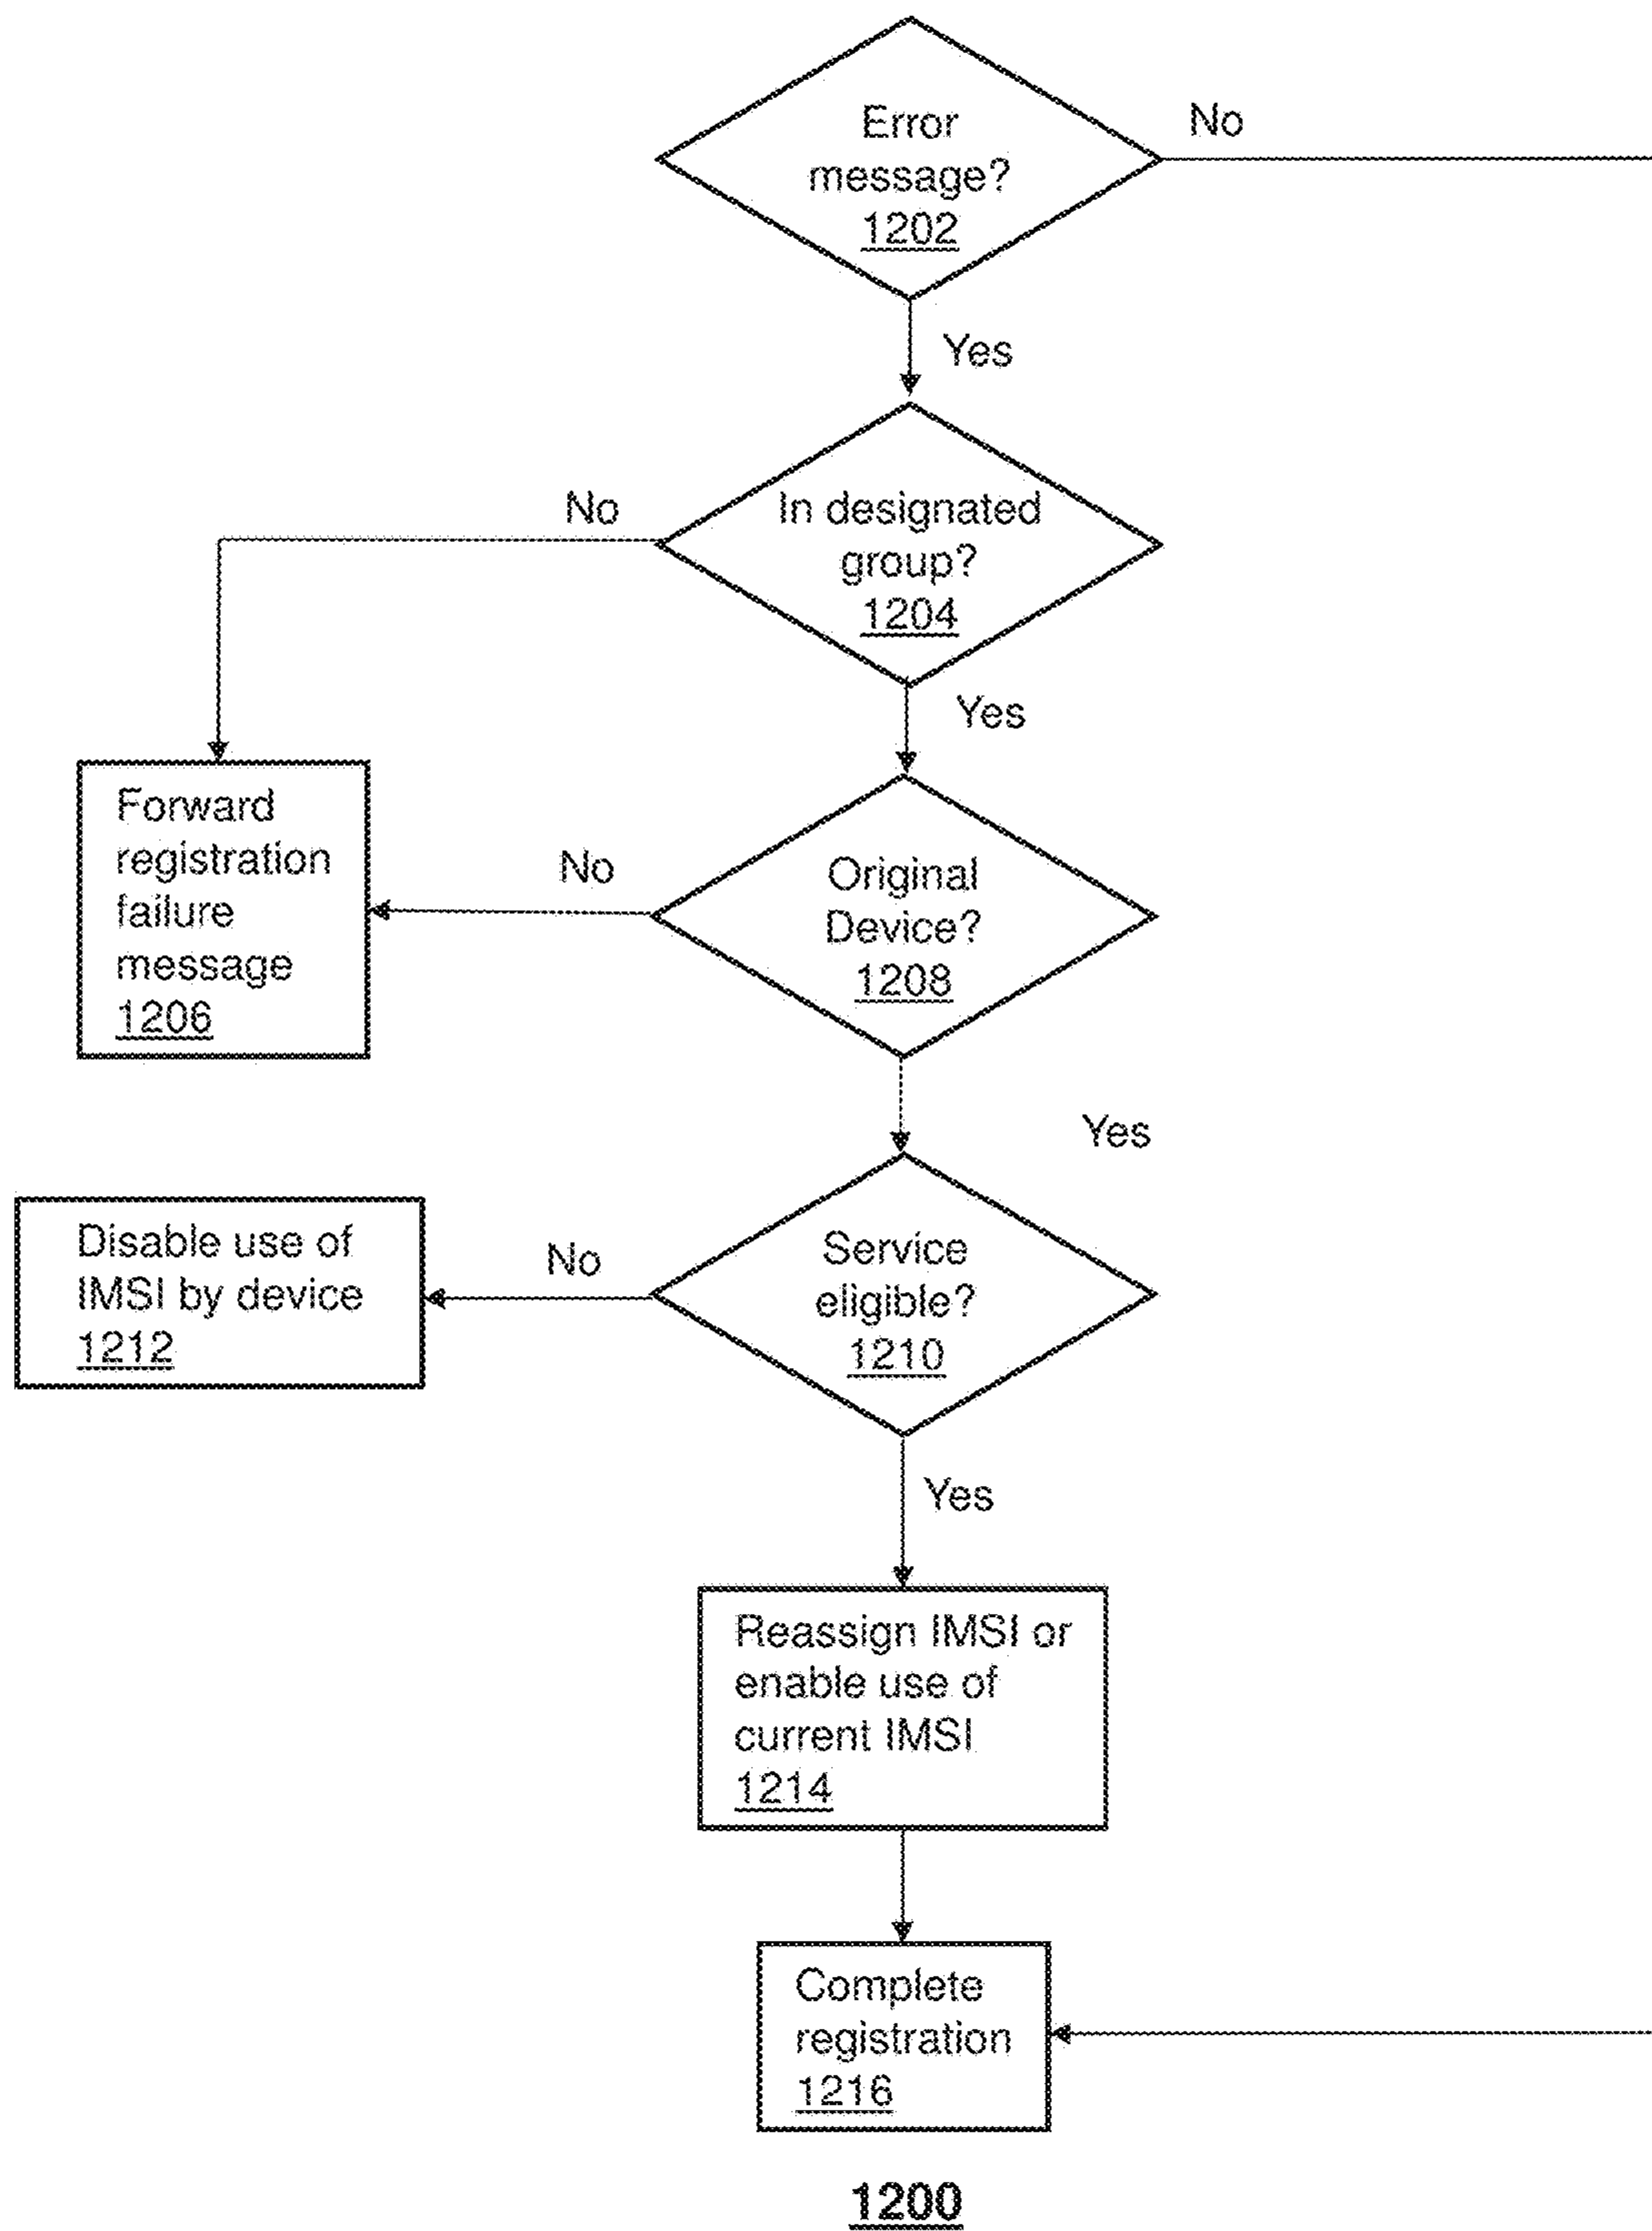 Error
message?
1202
No
Yes
In designated
group?
1204
No
Yes
Forward
registration
failure
message
1206
No
Original
Device?
1208
Yes
Disable use of
IMSI by device
1212
No
Service
eligible?
1210
Yes
Reassign IMSI or
enable use of
current IMSI
1214
Complete
registration
1216
1200